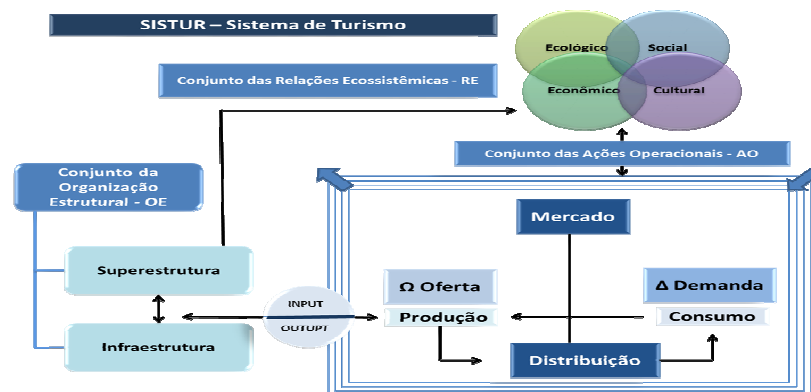 SISTUR – Sistema de Turismo
Ecológico
Social
Conjunto das Relações Ecossistêmicas - RE
Econômico
Cultural
Conjunto das Ações Operacionais - AO
Conjunto da
Organização
Estrutural - OE
Mercado
Superestrutura
Ω Oferta
Δ Demanda
INPUT
Produção
Consumo
OUTUPT
Infraestrutura
Distribuição